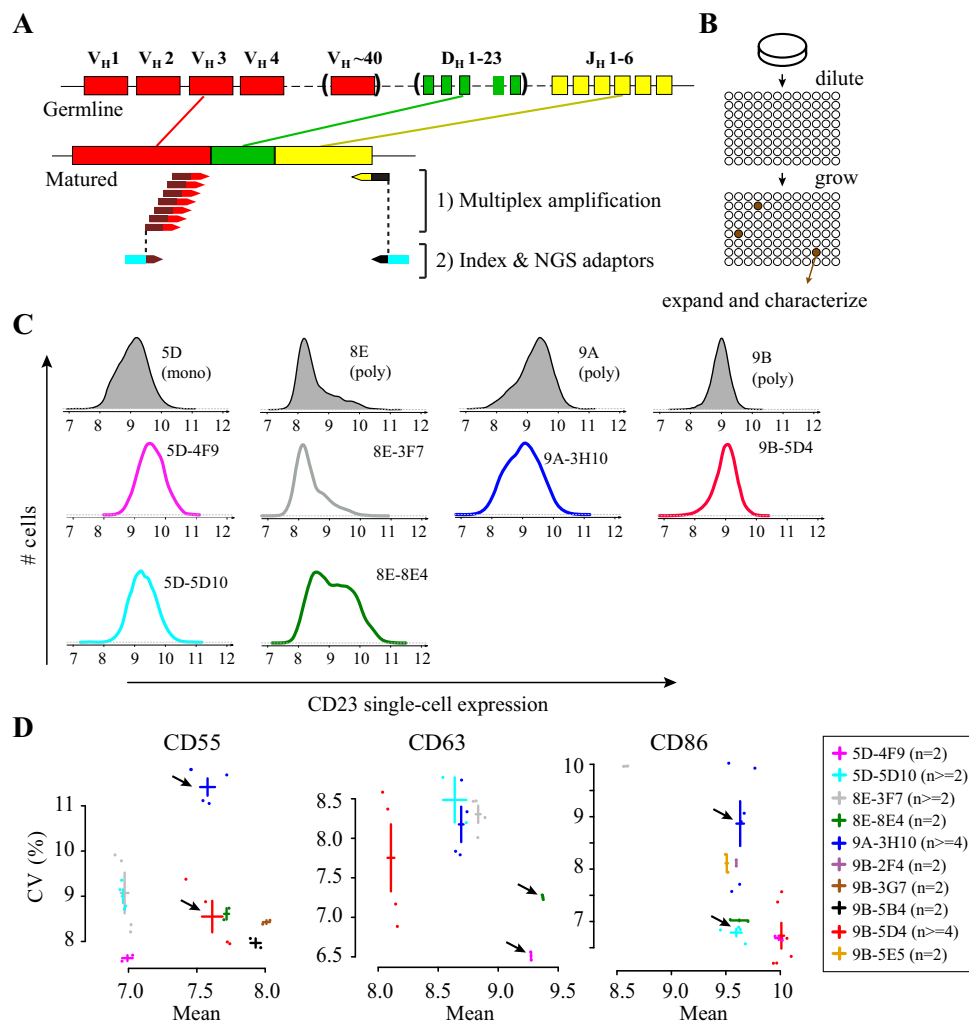 A
V_H1 V_H2 V_H3 V_H4 V_H~40 D_H 1-23 J_H 1-6
( ) ( )
Germline
Matured
1) Multiplex amplification
2) Index & NGS adaptors
B
dilute
grow
expand and characterize
C
# cells
5D
(mono)
7 8 9 10 11 12
8E
(poly)
7 8 9 10 11 12
9A
(poly)
7 8 9 10 11 12
9B
(poly)
7 8 9 10 11 12
5D-4F9
7 8 9 10 11 12
8E-3F7
7 8 9 10 11 12
9A-3H10
7 8 9 10 11 12
9B-5D4
7 8 9 10 11 12
5D-5D10
7 8 9 10 11 12
8E-8E4
7 8 9 10 11 12
CD23 single-cell expression
D
CD55
CV (%)
11
10
9
8
7.0 7.5 8.0
Mean
CD63
8.5
8.0
7.5
7.0
6.5
8.0 8.5 9.0 9.5
Mean
CD86
10
9
8
7
8.5 9.0 9.5 10
Mean
5D-4F9 (n=2)
5D-5D10 (n>=2)
8E-3F7 (n>=2)
8E-8E4 (n=2)
9A-3H10 (n>=4)
9B-2F4 (n=2)
9B-3G7 (n=2)
9B-5B4 (n=2)
9B-5D4 (n>=4)
9B-5E5 (n=2)